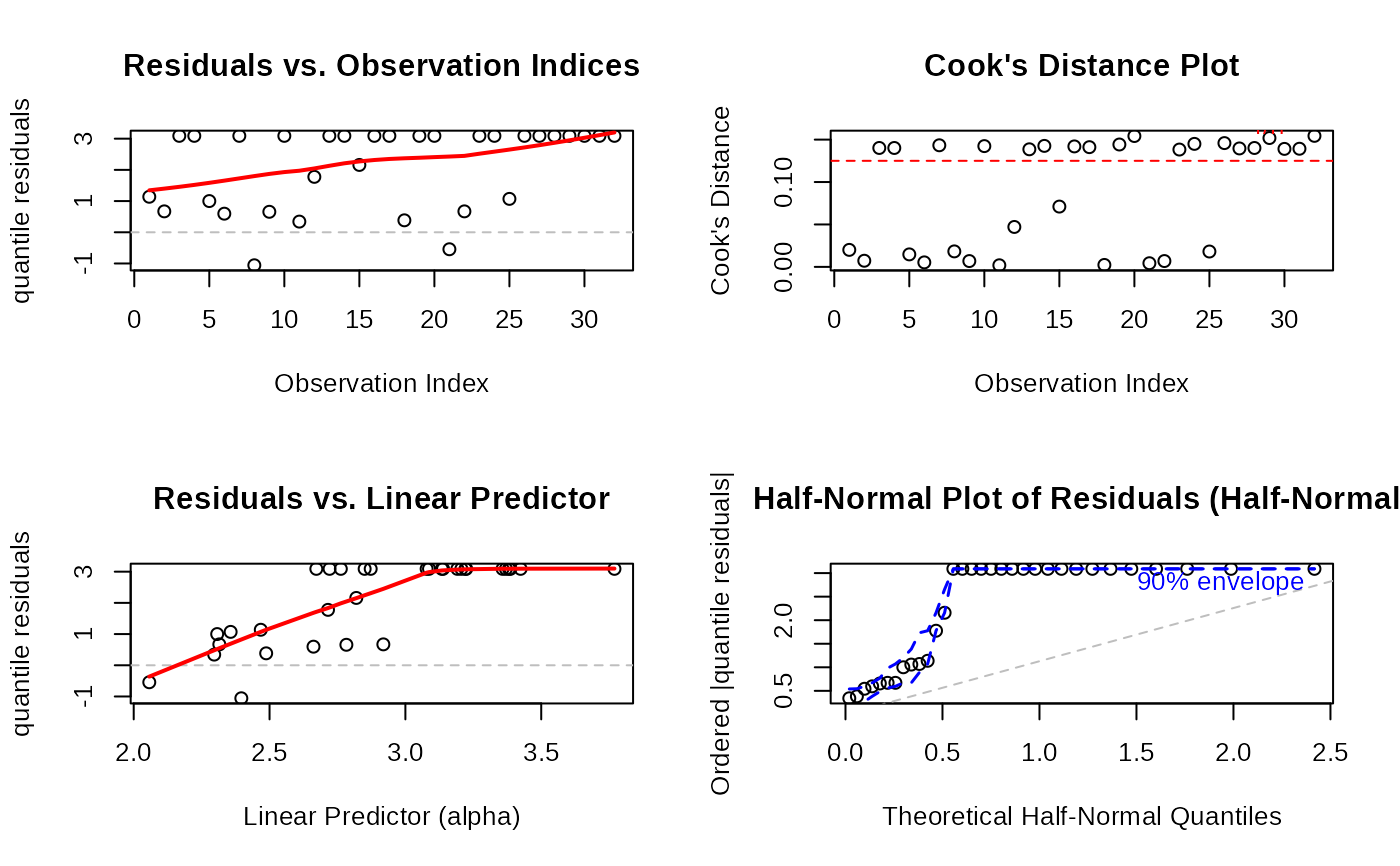 Residuals vs. Observation Indices
quantile residuals
3
1
-1
0 5 10 15 20 25 30
Observation Index
Cook's Distance Plot
Cook's Distance
0.10
0.00
0 5 10 15 20 25 30
Observation Index
Residuals vs. Linear Predictor
quantile residuals
3
1
-1
2.0 2.5 3.0 3.5
Linear Predictor (alpha)
Half-Normal Plot of Residuals (Half-Normal
Ordered |quantile residuals|
2.0
0.5
90% envelope
0.0 0.5 1.0 1.5 2.0 2.5
Theoretical Half-Normal Quantiles